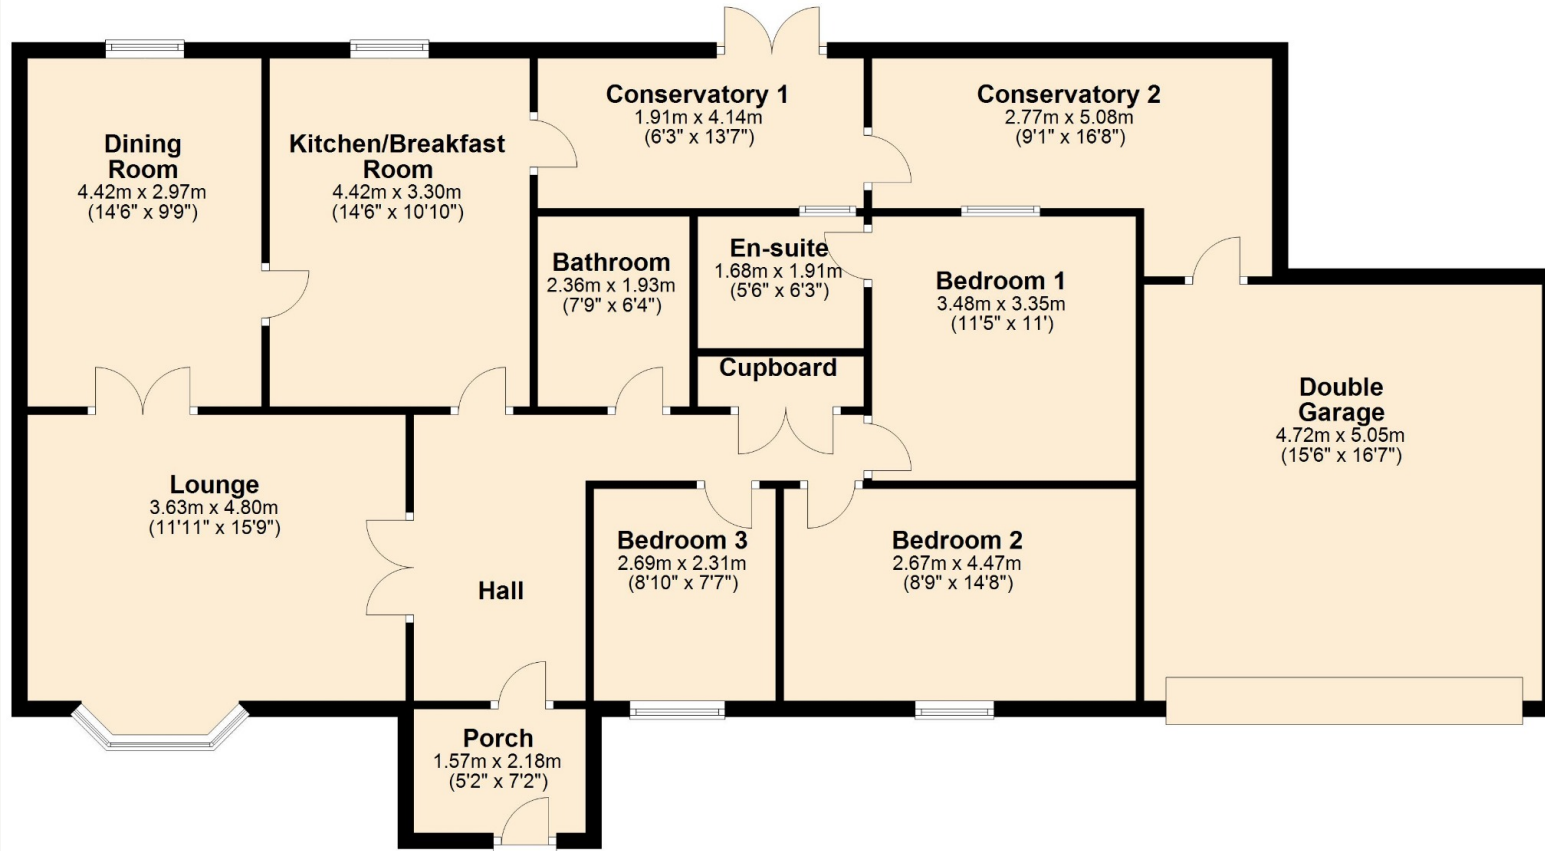 Dining
Room
4.42m x 2.97m
(14'6" x 9'9")
Kitchen/Breakfast
Room
4.42m x 3.30m
(14'6" x 10'10")
Conservatory 1
1.91m x 4.14m
(6'3" x 13'7")
Conservatory 2
2.77m x 5.08m
(9'1" x 16'8")
Bathroom
2.36m x 1.93m
(7'9" x 6'4")
En-suite
1.68m x 1.91m
(5'6" x 6'3")
Bedroom 1
3.48m x 3.35m
(11'5" x 11')
Cupboard
Double
Garage
4.72m x 5.05m
(15'6" x 16'7")
Lounge
3.63m x 4.80m
(11'11" x 15'9")
Hall
Bedroom 3
2.69m x 2.31m
(8'10" x 7'7")
Bedroom 2
2.67m x 4.47m
(8'9" x 14'8")
Porch
1.57m x 2.18m
(5'2" x 7'2")